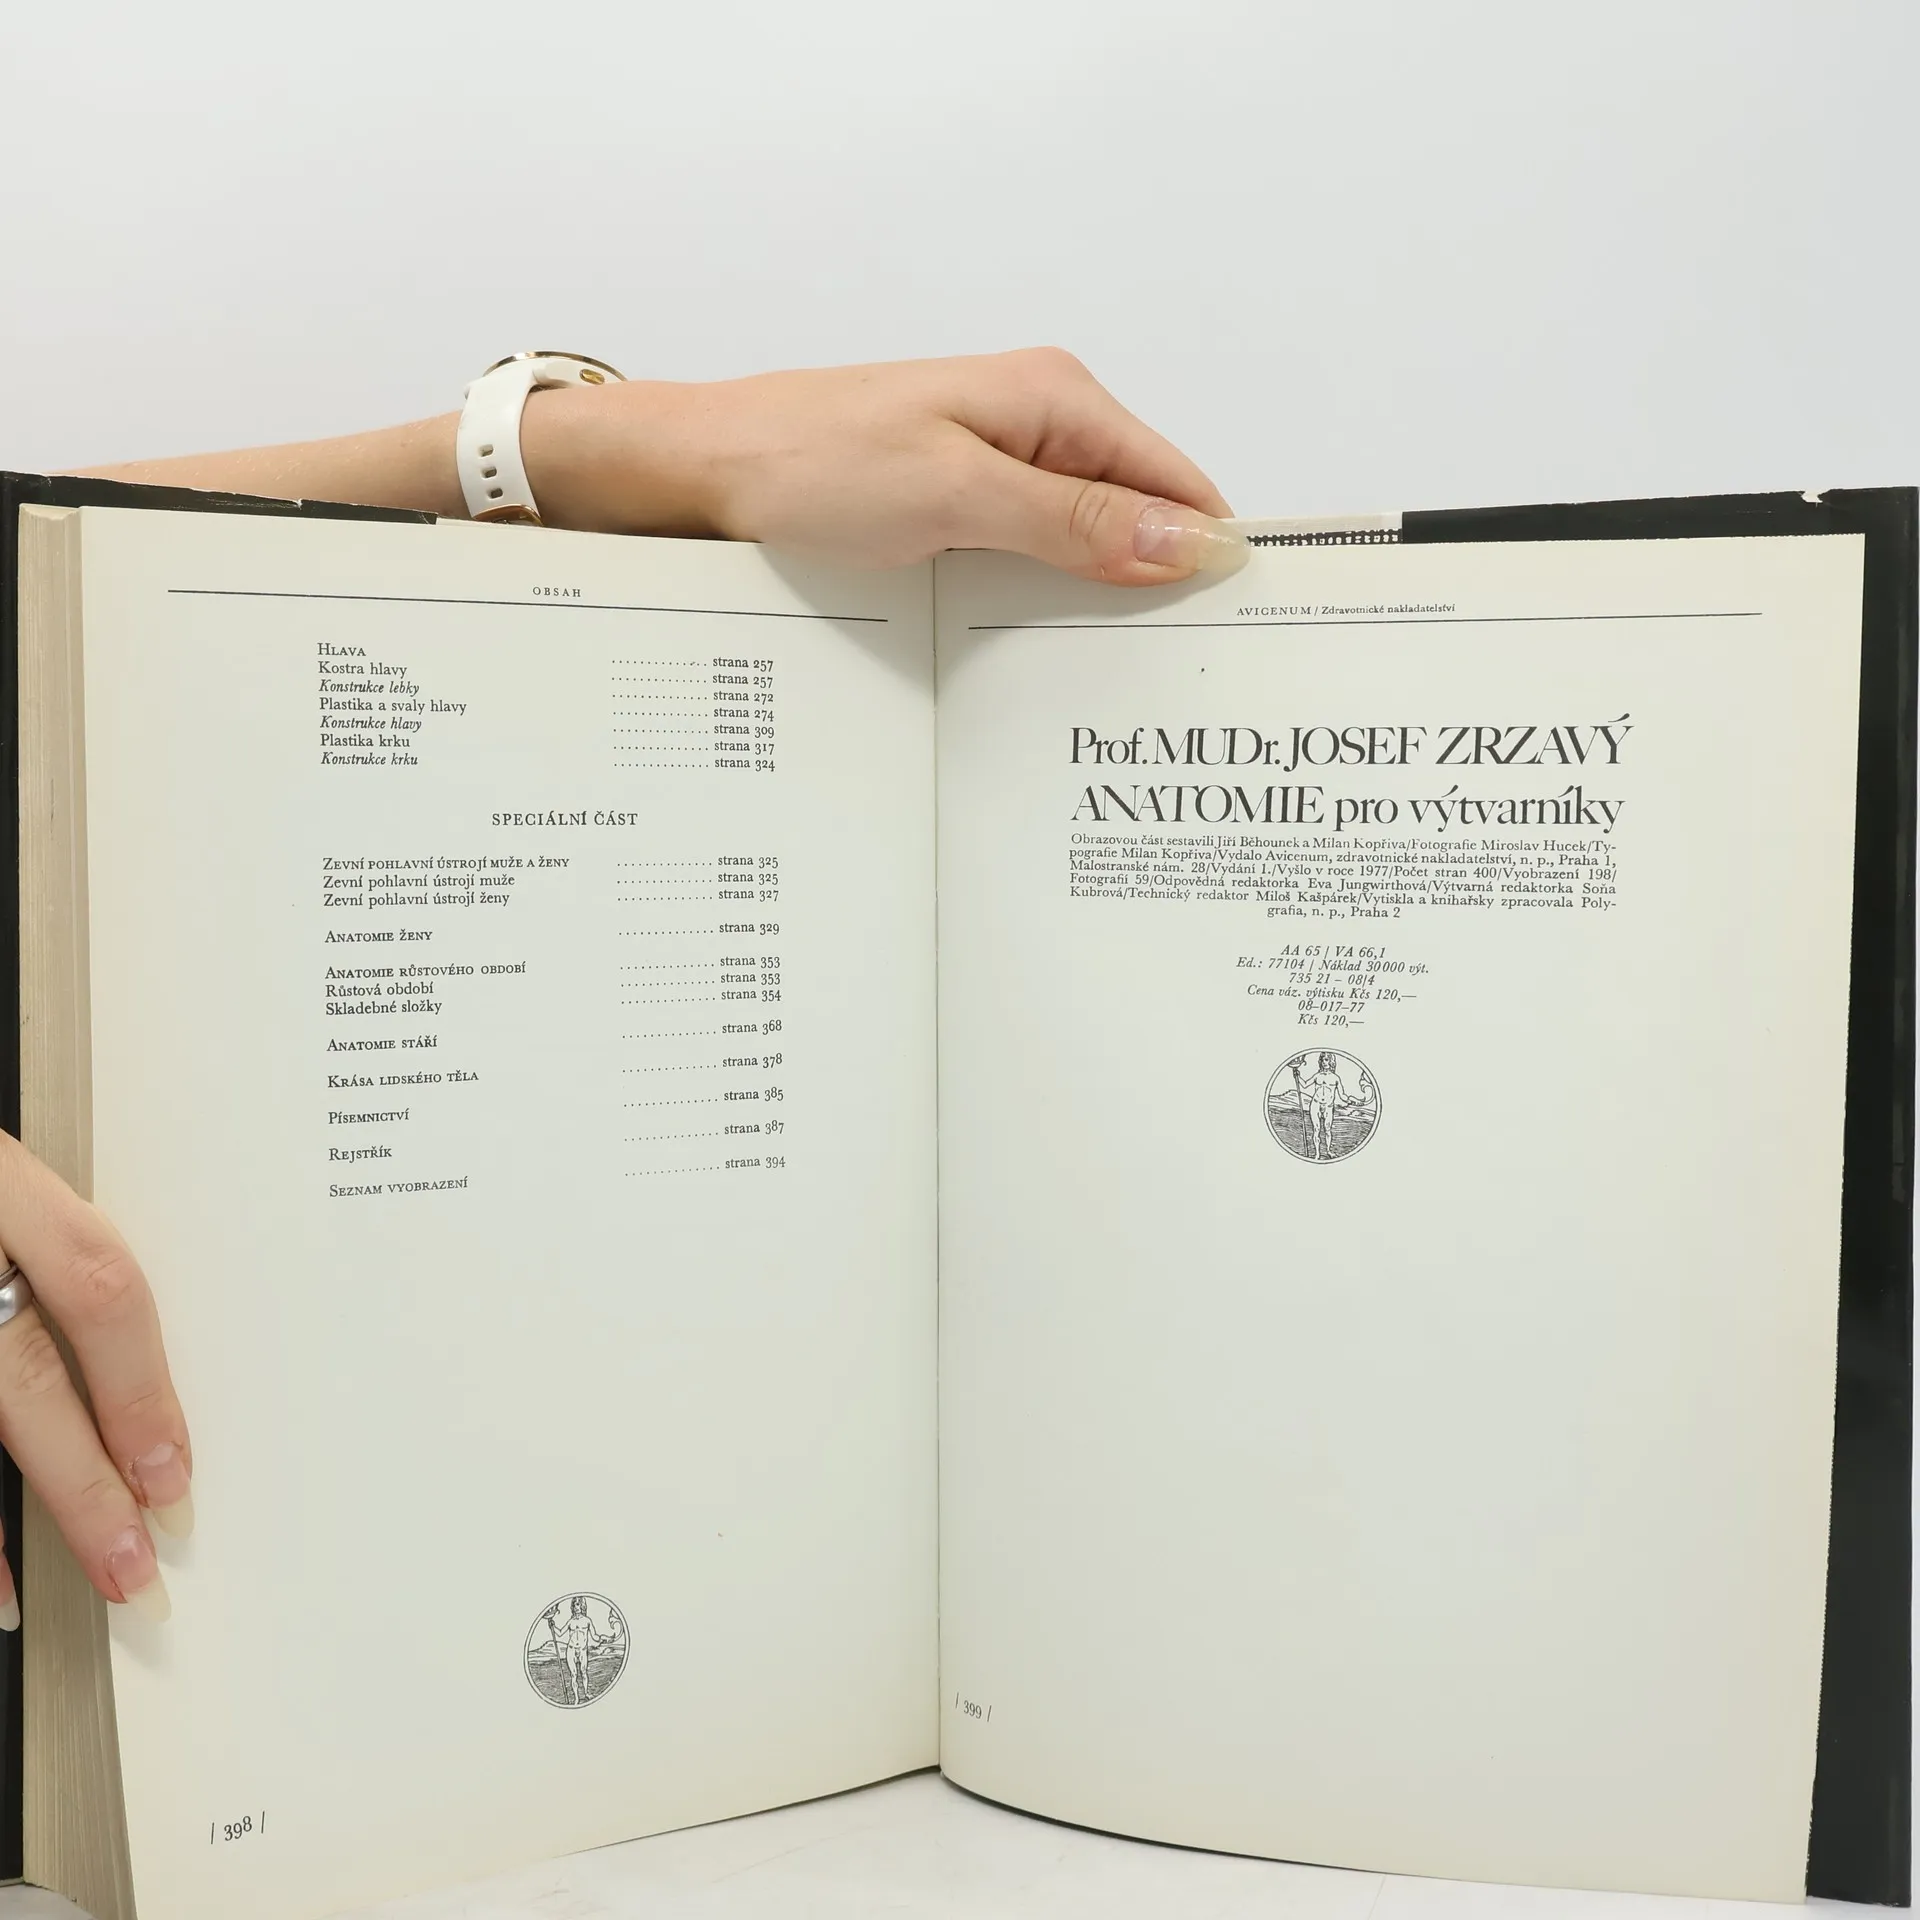 OBSAH
HLAVA ............. strana 257
Kostra hlavy ............. strana 257
Konstrukce lebky ............. strana 272
Plastika a svaly hlavy ............. strana 274
Konstrukce hlavy ............. strana 309
Plastika krku ............. strana 317
Konstrukce krku ............. strana 324
SPECIÁLNÍ ČÁST
ZEVNÍ POHLAVNÍ ÚSTROJÍ MUŽE A ŽENY ............. strana 325
Zevní pohlavní ústrojí muže ............. strana 325
Zevní pohlavní ústrojí ženy ............. strana 327
ANATOMIE ŽENY ............. strana 329
ANATOMIE RŮSTOVÉHO OBDOBÍ ............. strana 353
Růstová období ............. strana 353
Skladebné složky ............. strana 354
ANATOMIE STÁŘÍ ............. strana 368
KRÁSA LIDSKÉHO TĚLA ............. strana 378
PÍSEMNICTVÍ ............. strana 385
REJSTŘÍK ............. strana 387
SEZNAM VYOBRAZENÍ ............. strana 394
/ 398 /
AVICENUM / Zdravotnické nakladatelství
Prof. MUDr. JOSEF ZRZAVÝ
ANATOMIE pro výtvarníky
Obrazovou část sestavili Jiří Běhounek a Milan Kopřiva/Fotografie Miroslav Hucek/Ty-
pografie Milan Kopřiva/Vydalo Avicenum, zdravotnické nakladatelství, n. p., Praha 1,
Malostranské nám. 28/Vydání 1./Vyšlo v roce 1977/Počet stran 400/Vyobrazení 198/
Fotografií 59/Odpovědná redaktorka Eva Jungwirthová/Výtvarná redaktorka Soňa
Kubrová/Technický redaktor Miloš Kašpárek/Vytiskla a knihařsky zpracovala Poly-
grafia, n. p., Praha 2
AA 65 / VA 66,1
Ed.: 77104 / Náklad 30 000 výt.
735 21 – 08/4
Cena váz. výtisku Kčs 120,—
08–017–77
Kčs 120,—
/ 399 /